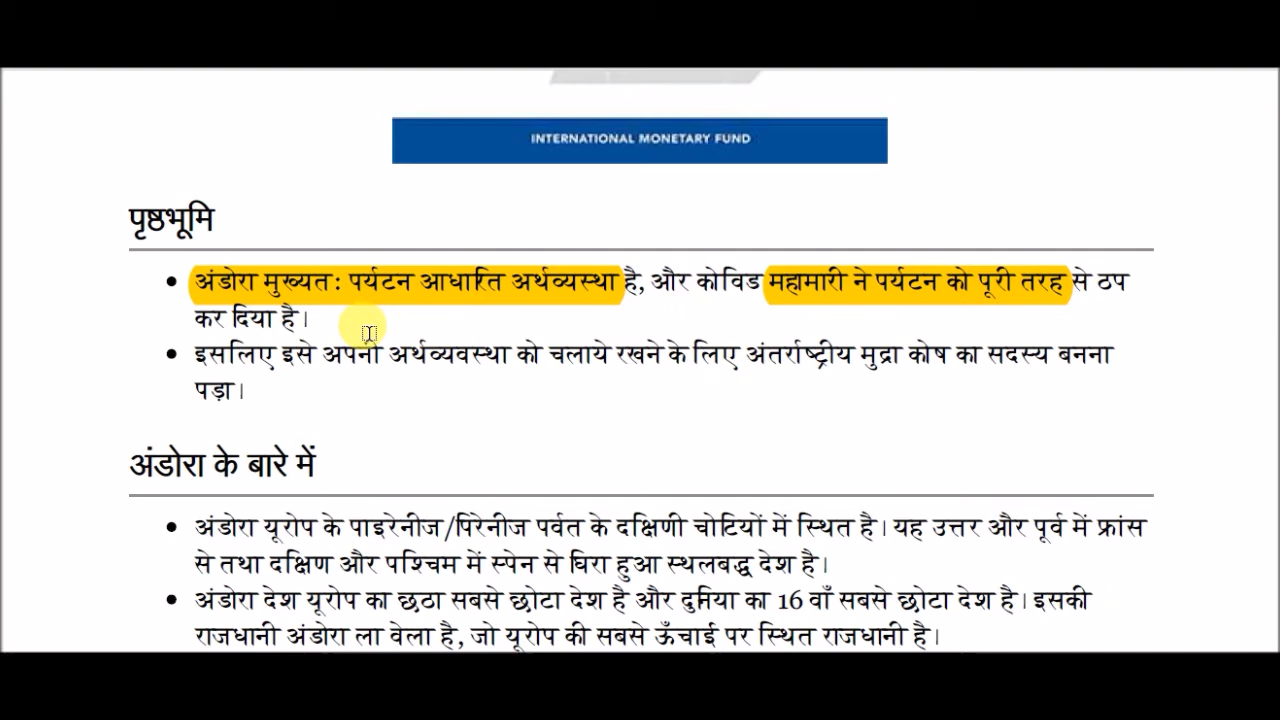 INTERNATIONAL MONETARY FUND
पृष्ठभूमि
• अंडोरा मुख्यतः पर्यटन आधारित अर्थव्यस्था है, और कोविड महामारी ने पर्यटन को पूरी तरह से ठप
कर दिया है।
• इसलिए इसे अपनी अर्थव्यवस्था को चलाये रखने के लिए अंतर्राष्ट्रीय मुद्रा कोष का सदस्य बनना
पड़ा।
अंडोरा के बारे में
• अंडोरा यूरोप के पाइरेनीज/पिरेनीज पर्वत के दक्षिणी चोटियों में स्थित है। यह उत्तर और पूर्व में फ्रांस
से तथा दक्षिण और पश्चिम में स्पेन से घिरा हुआ स्थलबद्ध देश है।
• अंडोरा देश यूरोप का छठा सबसे छोटा देश है और दुनिया का 16 वाँ सबसे छोटा देश है। इसकी
राजधानी अंडोरा ला वेला है, जो यूरोप की सबसे ऊँचाई पर स्थित राजधानी है।